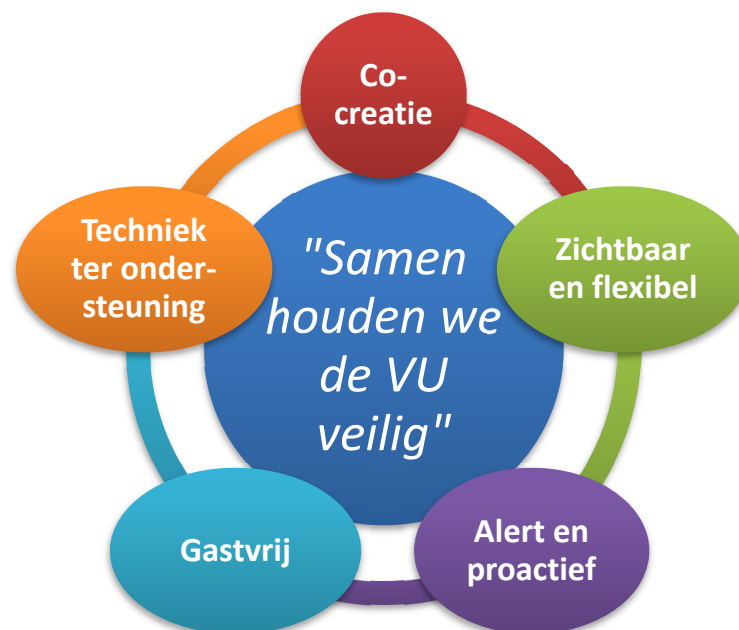 Co-
creatie
Zichtbaar
en flexibel
Alert en
proactief
Gastvrij
Techniek
ter onder-
steuning
"Samen
houden we
de VU
veilig"